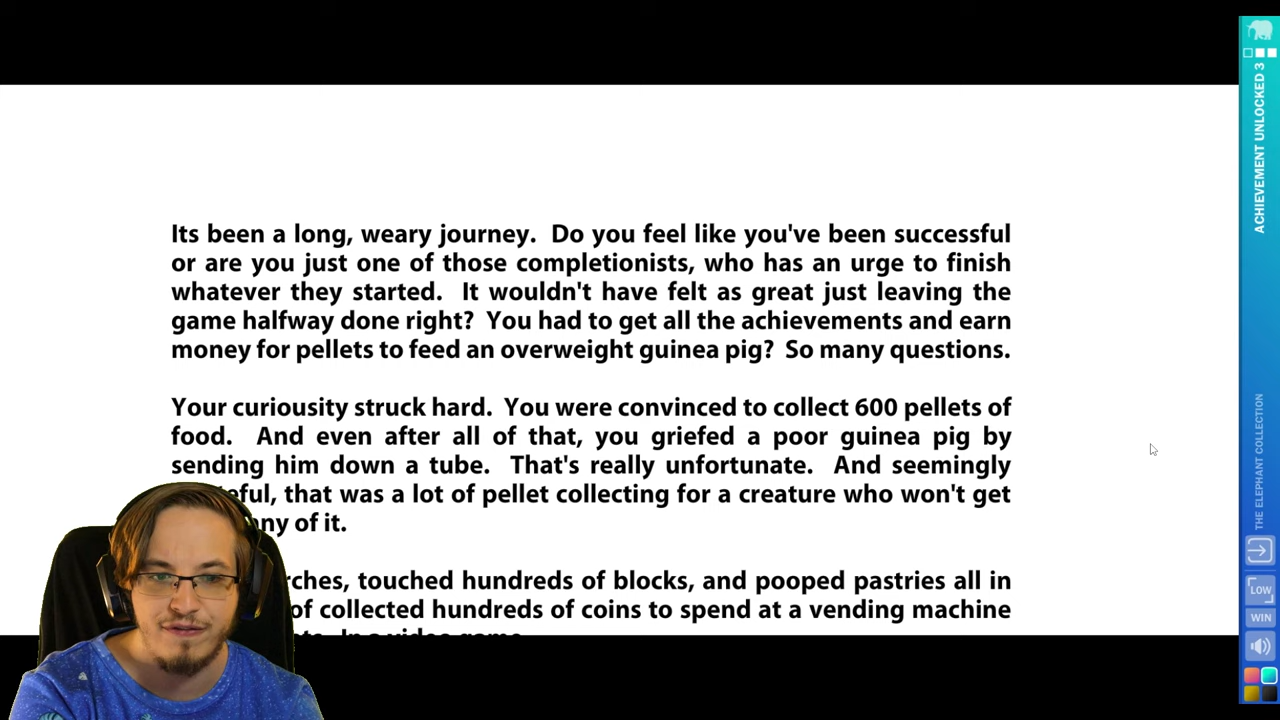 Its been a long, weary journey.  Do you feel like you've been successful
or are you just one of those completionists, who has an urge to finish
whatever they started.  It wouldn't have felt as great just leaving the
game halfway done right?  You had to get all the achievements and earn
money for pellets to feed an overweight guinea pig?  So many questions.
Your curiousity struck hard.  You were convinced to collect 600 pellets of
food.  And even after all of that, you griefed a poor guinea pig by
sending him down a tube.  That's really unfortunate.  And seemingly
that was a lot of pellet collecting for a creature who won't get
any of it.
touched hundreds of blocks, and pooped pastries all in
of collected hundreds of coins to spend at a vending machine
In a video game.
ACHIEVEMENT UNLOCKED 3
THE ELEPHANT COLLECTION
LOW
WIN